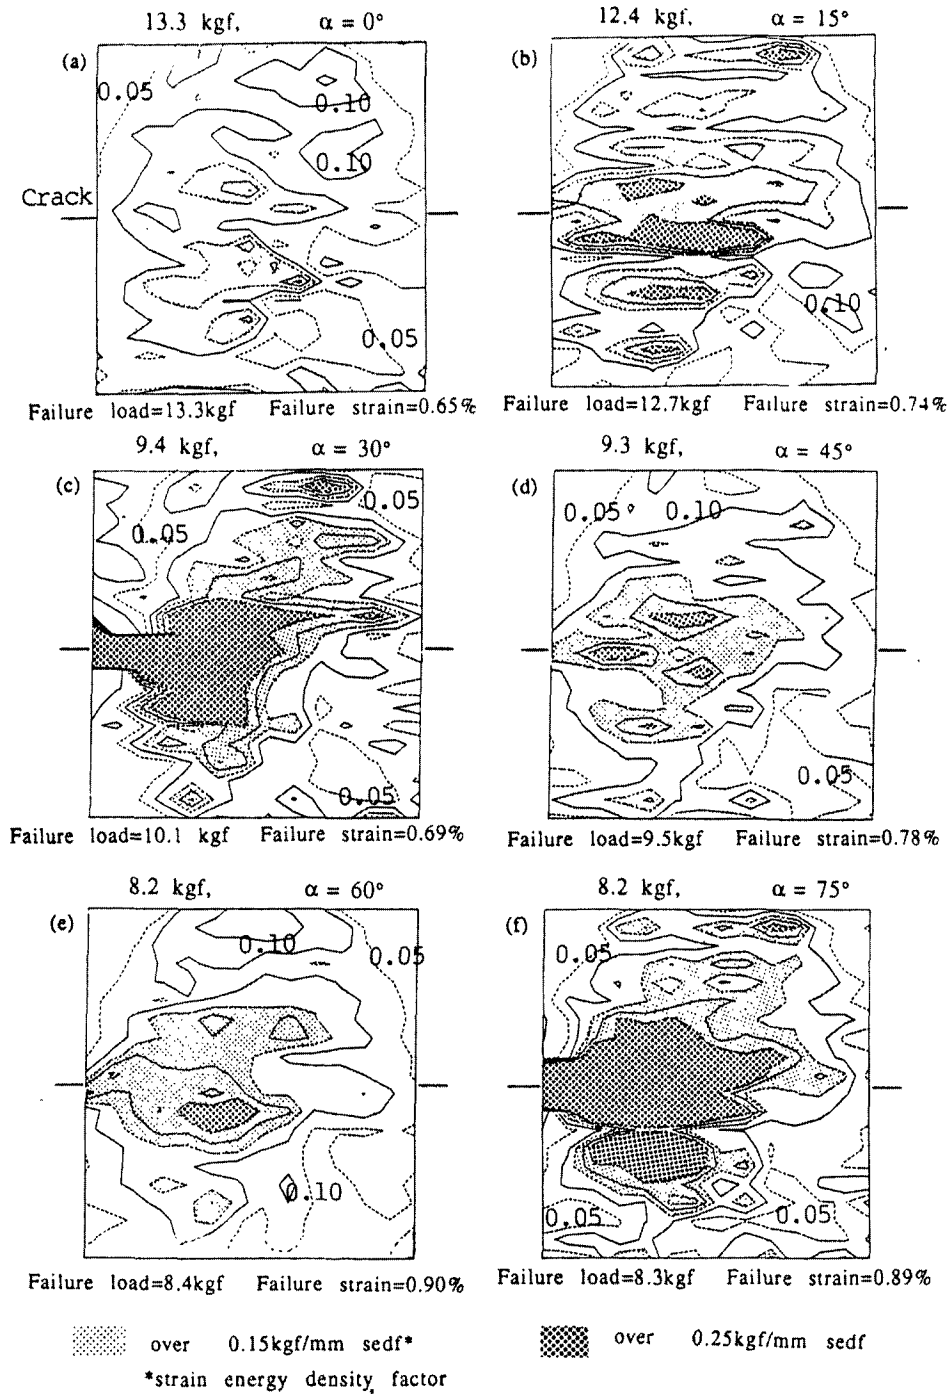 13.3 kgf, α = 0°
12.4 kgf, α = 15°
(a)
(b)
0.05
0.10
0.10
Crack
0.10
0.05
Failure load=13.3kgf Failure strain=0.65%
Failure load=12.7kgf Failure strain=0.74%
9.4 kgf, α = 30°
9.3 kgf, α = 45°
(c)
(d)
0.05
0.05
0.05
0.10
0.05
0.05
Failure load=10.1 kgf Failure strain=0.69%
Failure load=9.5kgf Failure strain=0.78%
8.2 kgf, α = 60°
8.2 kgf, α = 75°
(e)
(f)
0.10
0.05
0.05
0.10
0.05
0.05
Failure load=8.4kgf Failure strain=0.90%
Failure load=8.3kgf Failure strain=0.89%
over 0.15kgf/mm sedf*
over 0.25kgf/mm sedf
*strain energy density factor